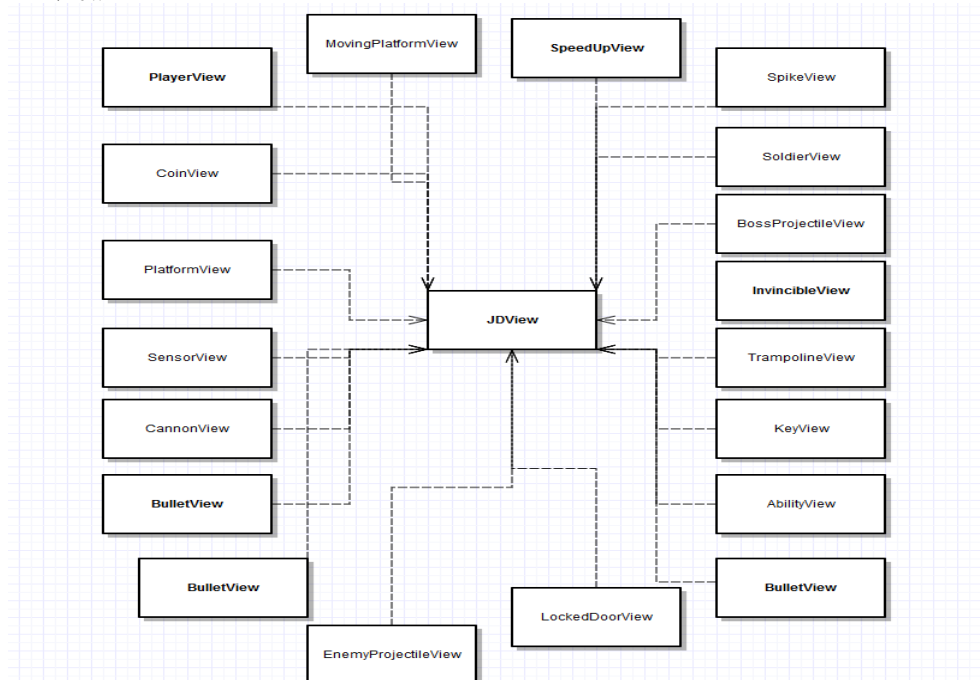 MovingPlatformView
SpeedUpView
PlayerView
SpikeView
CoinView
SoldierView
BossProjectileView
PlatformView
InvincibleView
JDView
SensorView
TrampolineView
CannonView
KeyView
BulletView
AbilityView
BulletView
BulletView
LockedDoorView
EnemyProjectileView